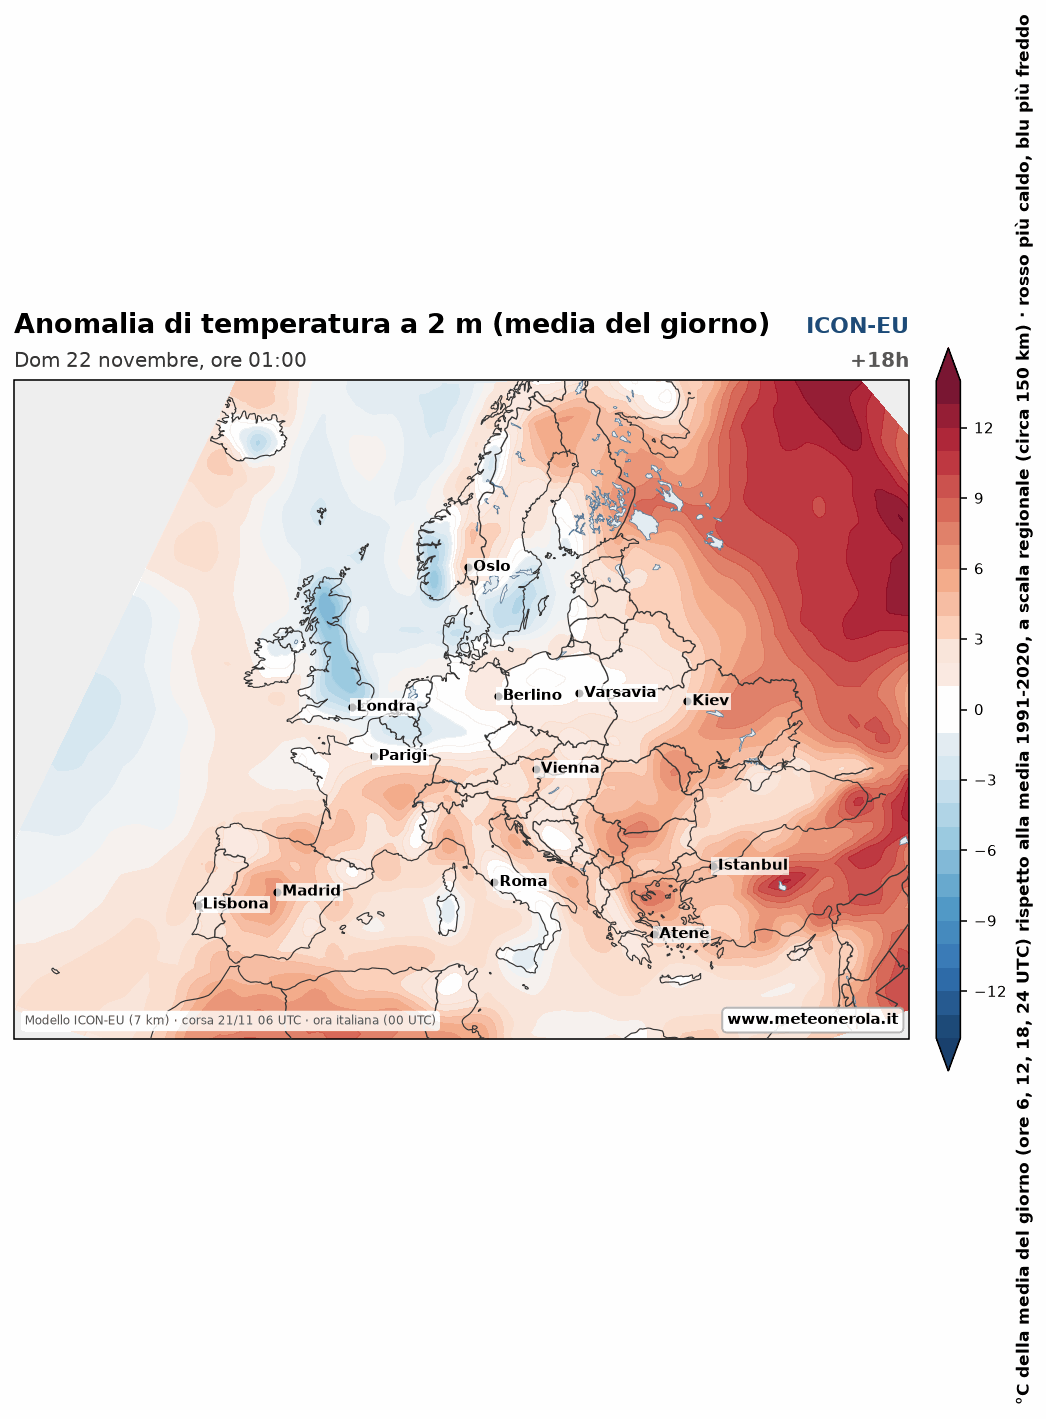 Anomalia di temperatura a 2 m (media del giorno)
ICON-EU
Dom 22 novembre, ore 01:00
+18h
Oslo
Londra
Berlino
Varsavia
Kiev
Parigi
Vienna
Istanbul
Roma
Madrid
Lisbona
Atene
Modello ICON-EU (7 km) · corsa 21/11 06 UTC · ora italiana (00 UTC)
www.meteonerola.it
12
9
6
3
0
−3
−6
−9
−12
°C della media del giorno (ore 6, 12, 18, 24 UTC) rispetto alla media 1991-2020, a scala regionale (circa 150 km) · rosso più caldo, blu più freddo